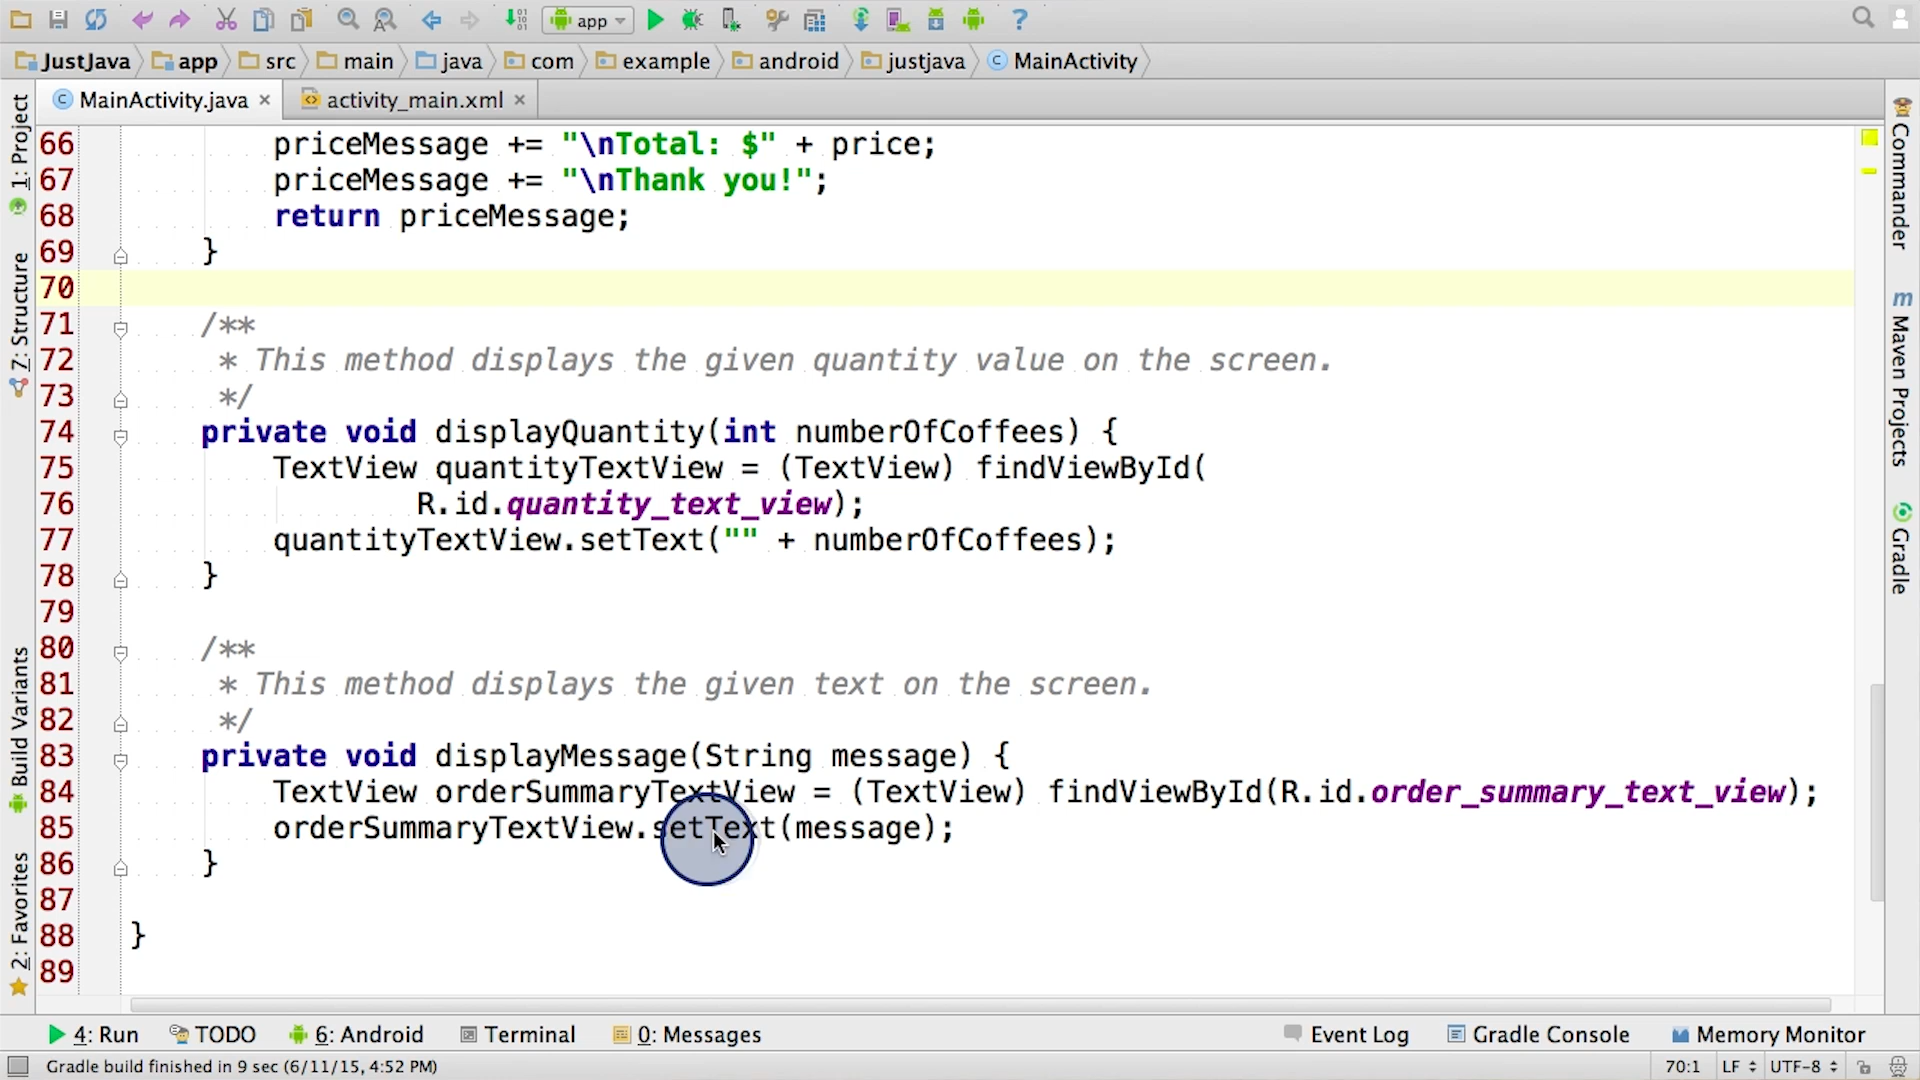 app
?
JustJava app src main java com example android justjava MainActivity
MainActivity.java activity_main.xml
1: Project
7: Structure
Build Variants
2: Favorites
66 priceMessage += "\nTotal: $" + price;
67 priceMessage += "\nThank you!";
68 return priceMessage;
69 }
70
71 /**
72 * This method displays the given quantity value on the screen.
73 */
74 private void displayQuantity(int numberOfCoffees) {
75 TextView quantityTextView = (TextView) findViewById(
76 R.id.quantity_text_view);
77 quantityTextView.setText("" + numberOfCoffees);
78 }
79
80 /**
81 * This method displays the given text on the screen.
82 */
83 private void displayMessage(String message) {
84 TextView orderSummaryTextView = (TextView) findViewById(R.id.order_summary_text_view);
85 orderSummaryTextView.setText(message);
86 }
87
88 }
89
Commander
Maven Projects
Gradle
4: Run TODO 6: Android Terminal 0: Messages Event Log Gradle Console Memory Monitor
Gradle build finished in 9 sec (6/11/15, 4:52 PM) 70:1 LF UTF-8